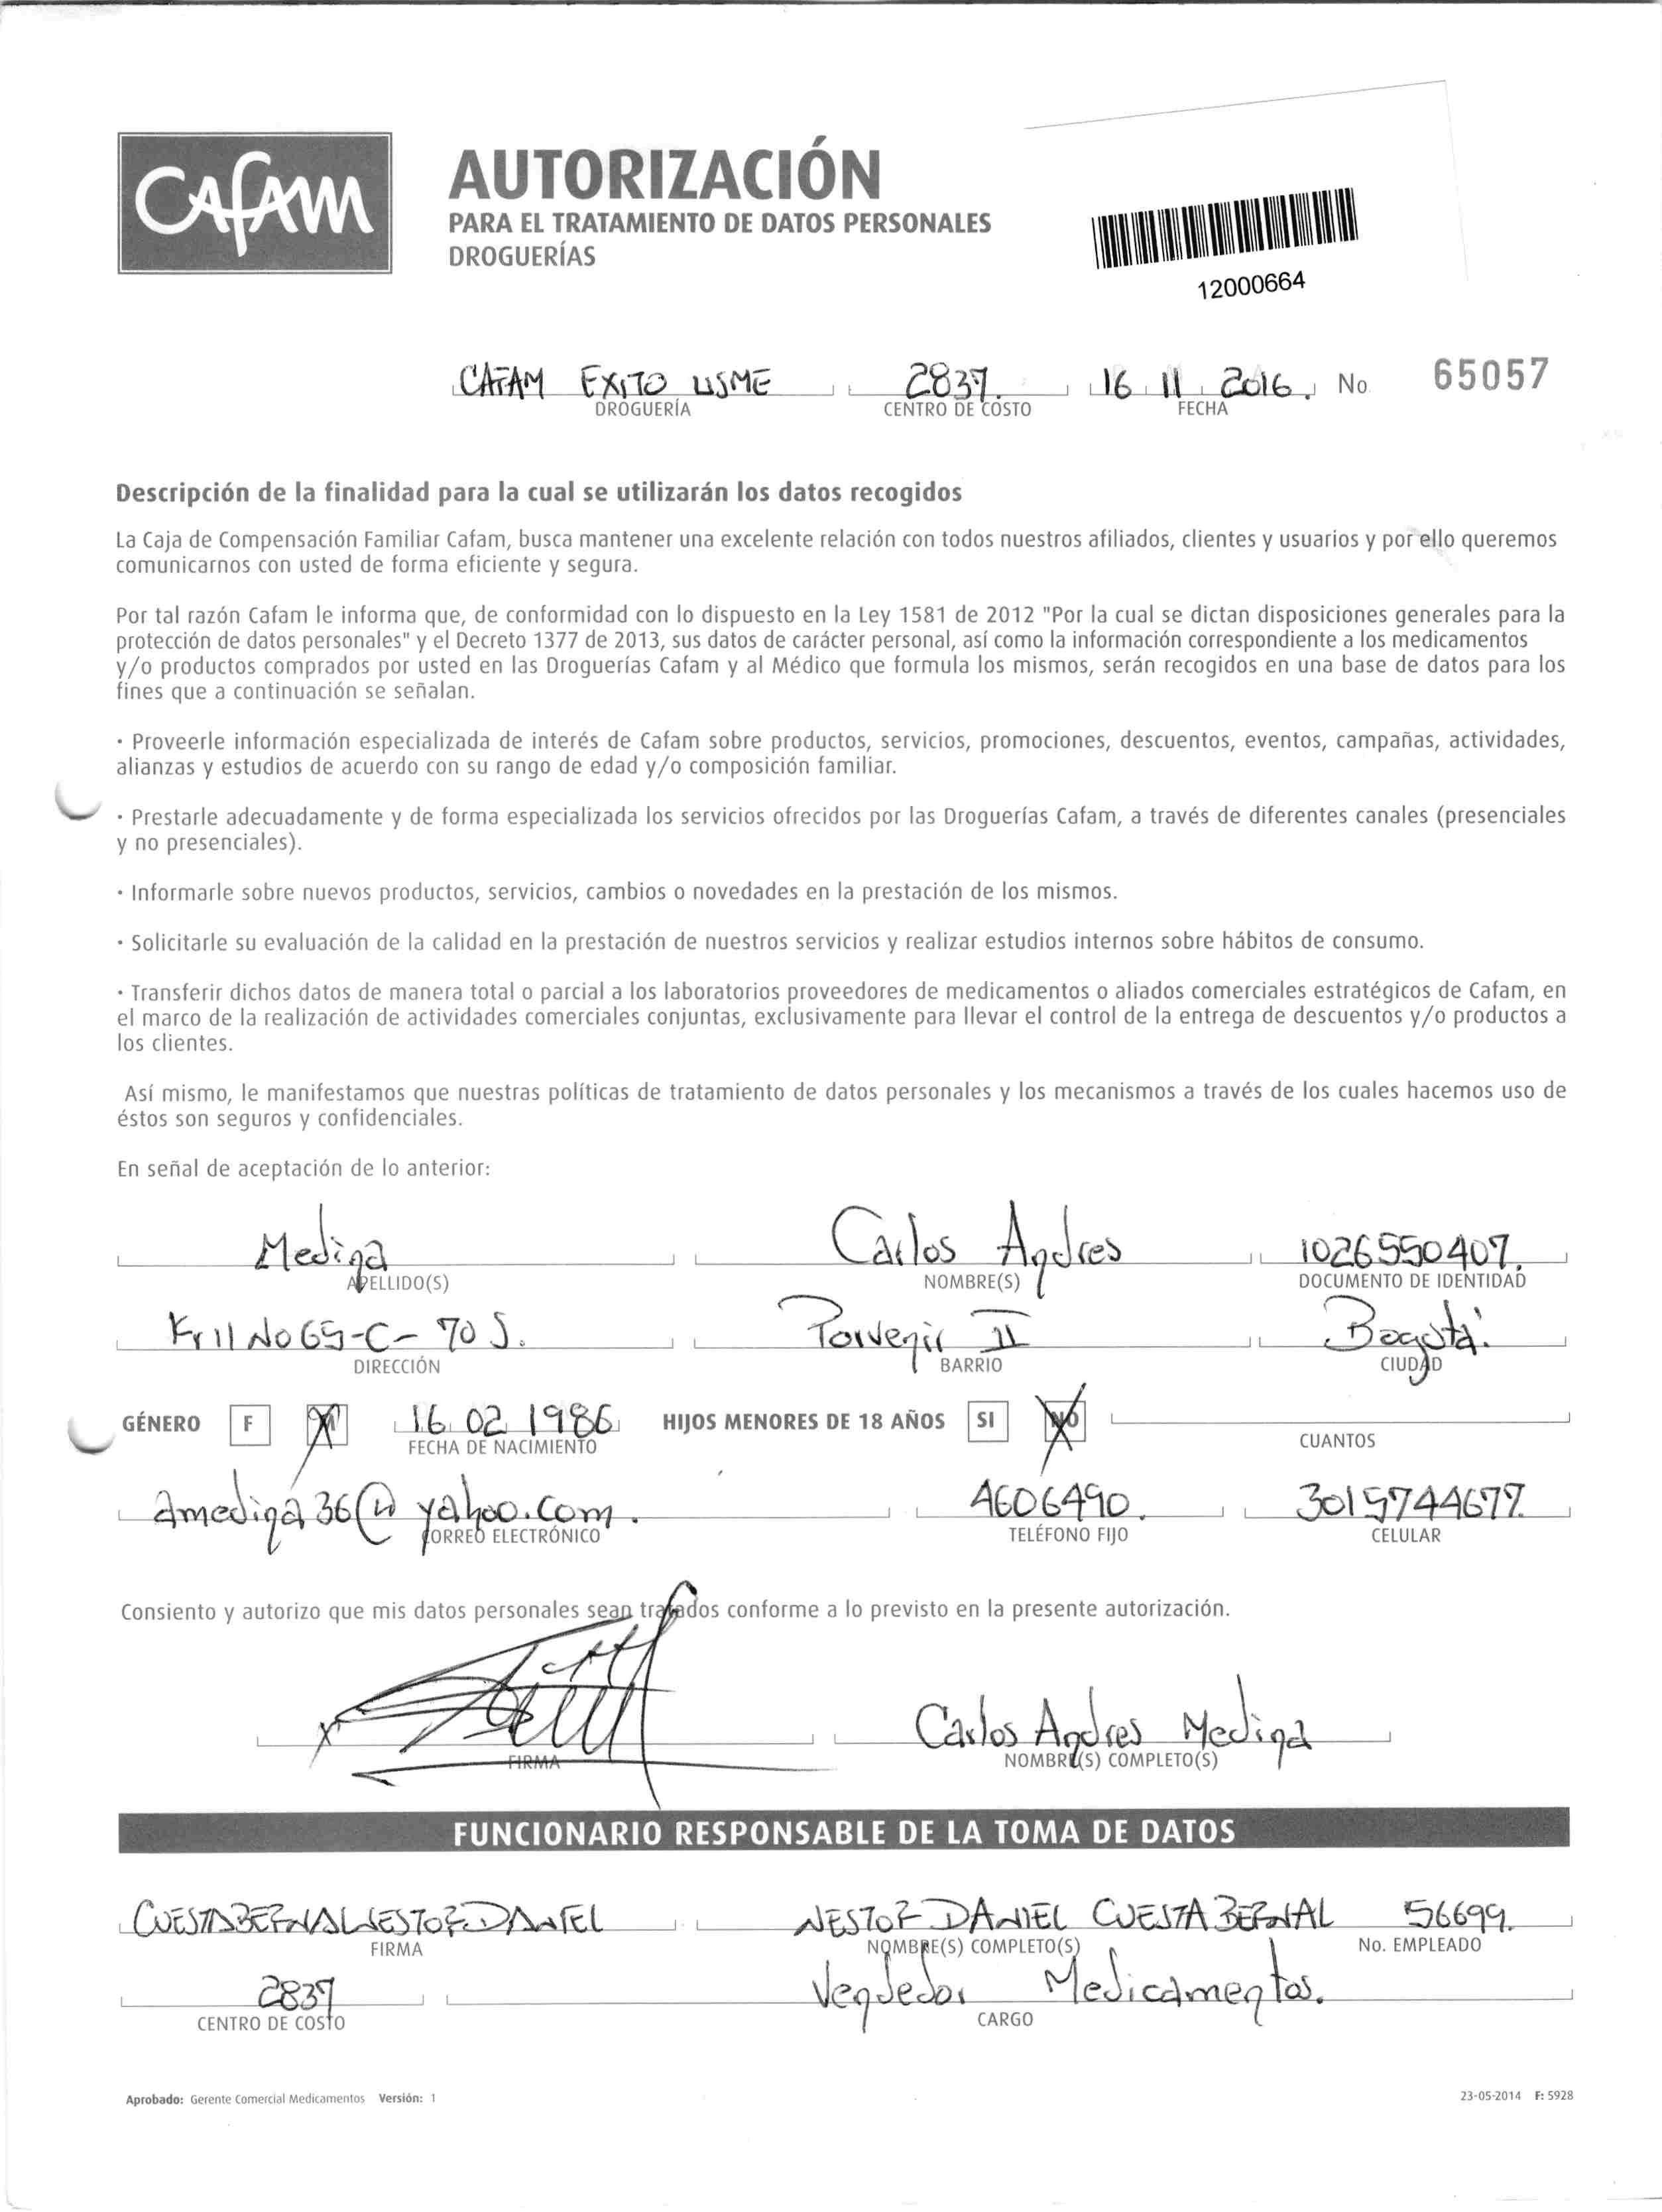 Cafam
AUTORIZACIÓN
PARA EL TRATAMIENTO DE DATOS PERSONALES
DROGUERÍAS
12000664
CAFAM EXITO USME 2837. 16 11 2016. No. 65057
DROGUERÍA CENTRO DE COSTO FECHA
Descripción de la finalidad para la cual se utilizarán los datos recogidos
La Caja de Compensación Familiar Cafam, busca mantener una excelente relación con todos nuestros afiliados, clientes y usuarios y por ello queremos
comunicarnos con usted de forma eficiente y segura.
Por tal razón Cafam le informa que, de conformidad con lo dispuesto en la Ley 1581 de 2012 "Por la cual se dictan disposiciones generales para la
protección de datos personales" y el Decreto 1377 de 2013, sus datos de carácter personal, así como la información correspondiente a los medicamentos
y/o productos comprados por usted en las Droguerías Cafam y al Médico que formula los mismos, serán recogidos en una base de datos para los
fines que a continuación se señalan.
· Proveerle información especializada de interés de Cafam sobre productos, servicios, promociones, descuentos, eventos, campañas, actividades,
alianzas y estudios de acuerdo con su rango de edad y/o composición familiar.
· Prestarle adecuadamente y de forma especializada los servicios ofrecidos por las Droguerías Cafam, a través de diferentes canales (presenciales
y no presenciales).
· Informarle sobre nuevos productos, servicios, cambios o novedades en la prestación de los mismos.
· Solicitarle su evaluación de la calidad en la prestación de nuestros servicios y realizar estudios internos sobre hábitos de consumo.
· Transferir dichos datos de manera total o parcial a los laboratorios proveedores de medicamentos o aliados comerciales estratégicos de Cafam, en
el marco de la realización de actividades comerciales conjuntas, exclusivamente para llevar el control de la entrega de descuentos y/o productos a
los clientes.
Así mismo, le manifestamos que nuestras políticas de tratamiento de datos personales y los mecanismos a través de los cuales hacemos uso de
éstos son seguros y confidenciales.
En señal de aceptación de lo anterior:
Medina Carlos Andres 1026550407.
APELLIDO(S) NOMBRE(S) DOCUMENTO DE IDENTIDAD
Kr 11 No 65-C- 70 S. Porvenir II Bogotá.
DIRECCIÓN BARRIO CIUDAD
GÉNERO F M 16 02 1986 HIJOS MENORES DE 18 AÑOS SI NO
FECHA DE NACIMIENTO CUANTOS
amedina36@yahoo.com. 4606490. 3015744677.
CORREO ELECTRÓNICO TELÉFONO FIJO CELULAR
Consiento y autorizo que mis datos personales sean tratados conforme a lo previsto en la presente autorización.
X Carlos Andres Medina
FIRMA NOMBRE(S) COMPLETO(S)
FUNCIONARIO RESPONSABLE DE LA TOMA DE DATOS
CUESTA BERNAL NESTOR DANIEL NESTOR DANIEL CUESTA BERNAL 56699.
FIRMA NOMBRE(S) COMPLETO(S) No. EMPLEADO
2837 Vendedor Medicamentos.
CENTRO DE COSTO CARGO
Aprobado: Gerente Comercial Medicamentos Versión: 1 23-05-2014 F: 5928